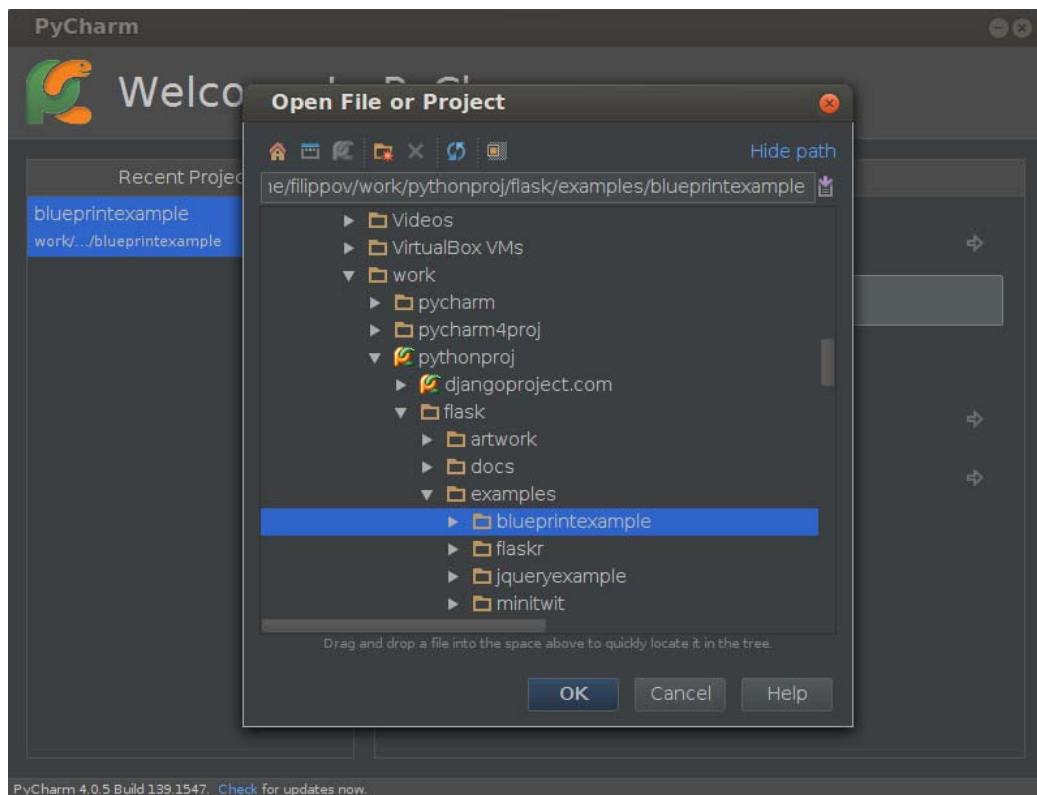 PyCharm
Welco
Open File or Project
Hide path
Recent Projec
ne/filippov/work/pythonproj/flask/examples/blueprintexample
blueprintexample
work/.../blueprintexample
Videos
VirtualBox VMs
work
pycharm
pycharm4proj
pythonproj
djangoproject.com
flask
artwork
docs
examples
blueprintexample
flaskr
jqueryexample
minitwit
Drag and drop a file into the space above to quickly locate it in the tree.
OK Cancel Help
PyCharm 4.0.5 Build 139.1547. Check for updates now.